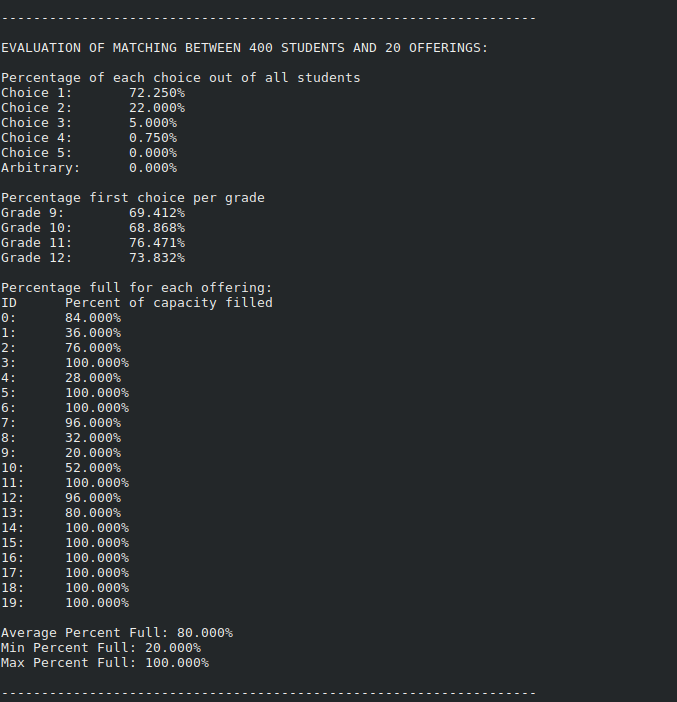 -------------------------------------------------------------------
EVALUATION OF MATCHING BETWEEN 400 STUDENTS AND 20 OFFERINGS:
Percentage of each choice out of all students
Choice 1:       72.250%
Choice 2:       22.000%
Choice 3:       5.000%
Choice 4:       0.750%
Choice 5:       0.000%
Arbitrary:      0.000%
Percentage first choice per grade
Grade 9:        69.412%
Grade 10:       68.868%
Grade 11:       76.471%
Grade 12:       73.832%
Percentage full for each offering:
ID      Percent of capacity filled
0:      84.000%
1:      36.000%
2:      76.000%
3:      100.000%
4:      28.000%
5:      100.000%
6:      100.000%
7:      96.000%
8:      32.000%
9:      20.000%
10:     52.000%
11:     100.000%
12:     96.000%
13:     80.000%
14:     100.000%
15:     100.000%
16:     100.000%
17:     100.000%
18:     100.000%
19:     100.000%
Average Percent Full: 80.000%
Min Percent Full: 20.000%
Max Percent Full: 100.000%
-------------------------------------------------------------------